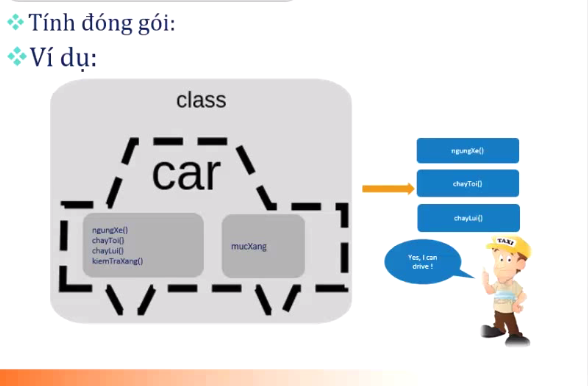 Tính đóng gói:
Ví dụ:
class
car
ngungXe()
chayToi()
chayLui()
kiemTraXang()
mucXang
ngungXe()
chayToi()
chayLui()
Yes, I can
drive !
TAXI